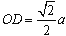 OD = √2/2 a